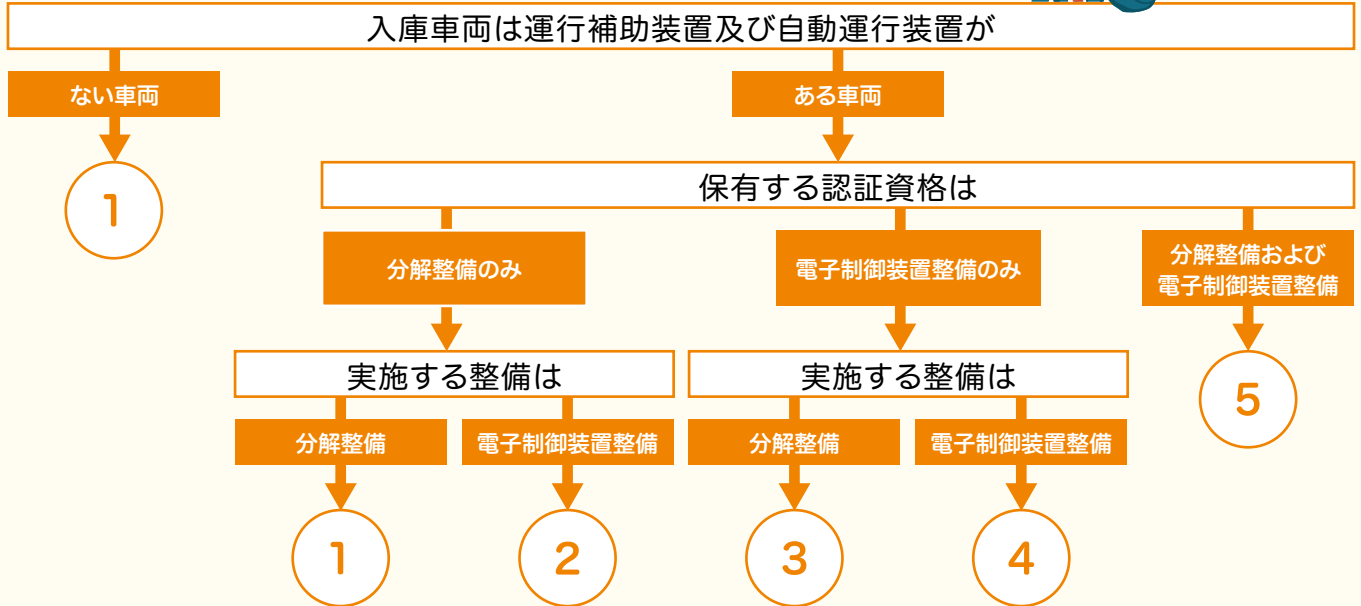 入庫車両は運行補助装置及び自動運行装置が
ない車両
ある車両
1
保有する認証資格は
分解整備のみ
電子制御装置整備のみ
分解整備および
電子制御装置整備
実施する整備は
実施する整備は
5
分解整備
電子制御装置整備
分解整備
電子制御装置整備
1
2
3
4